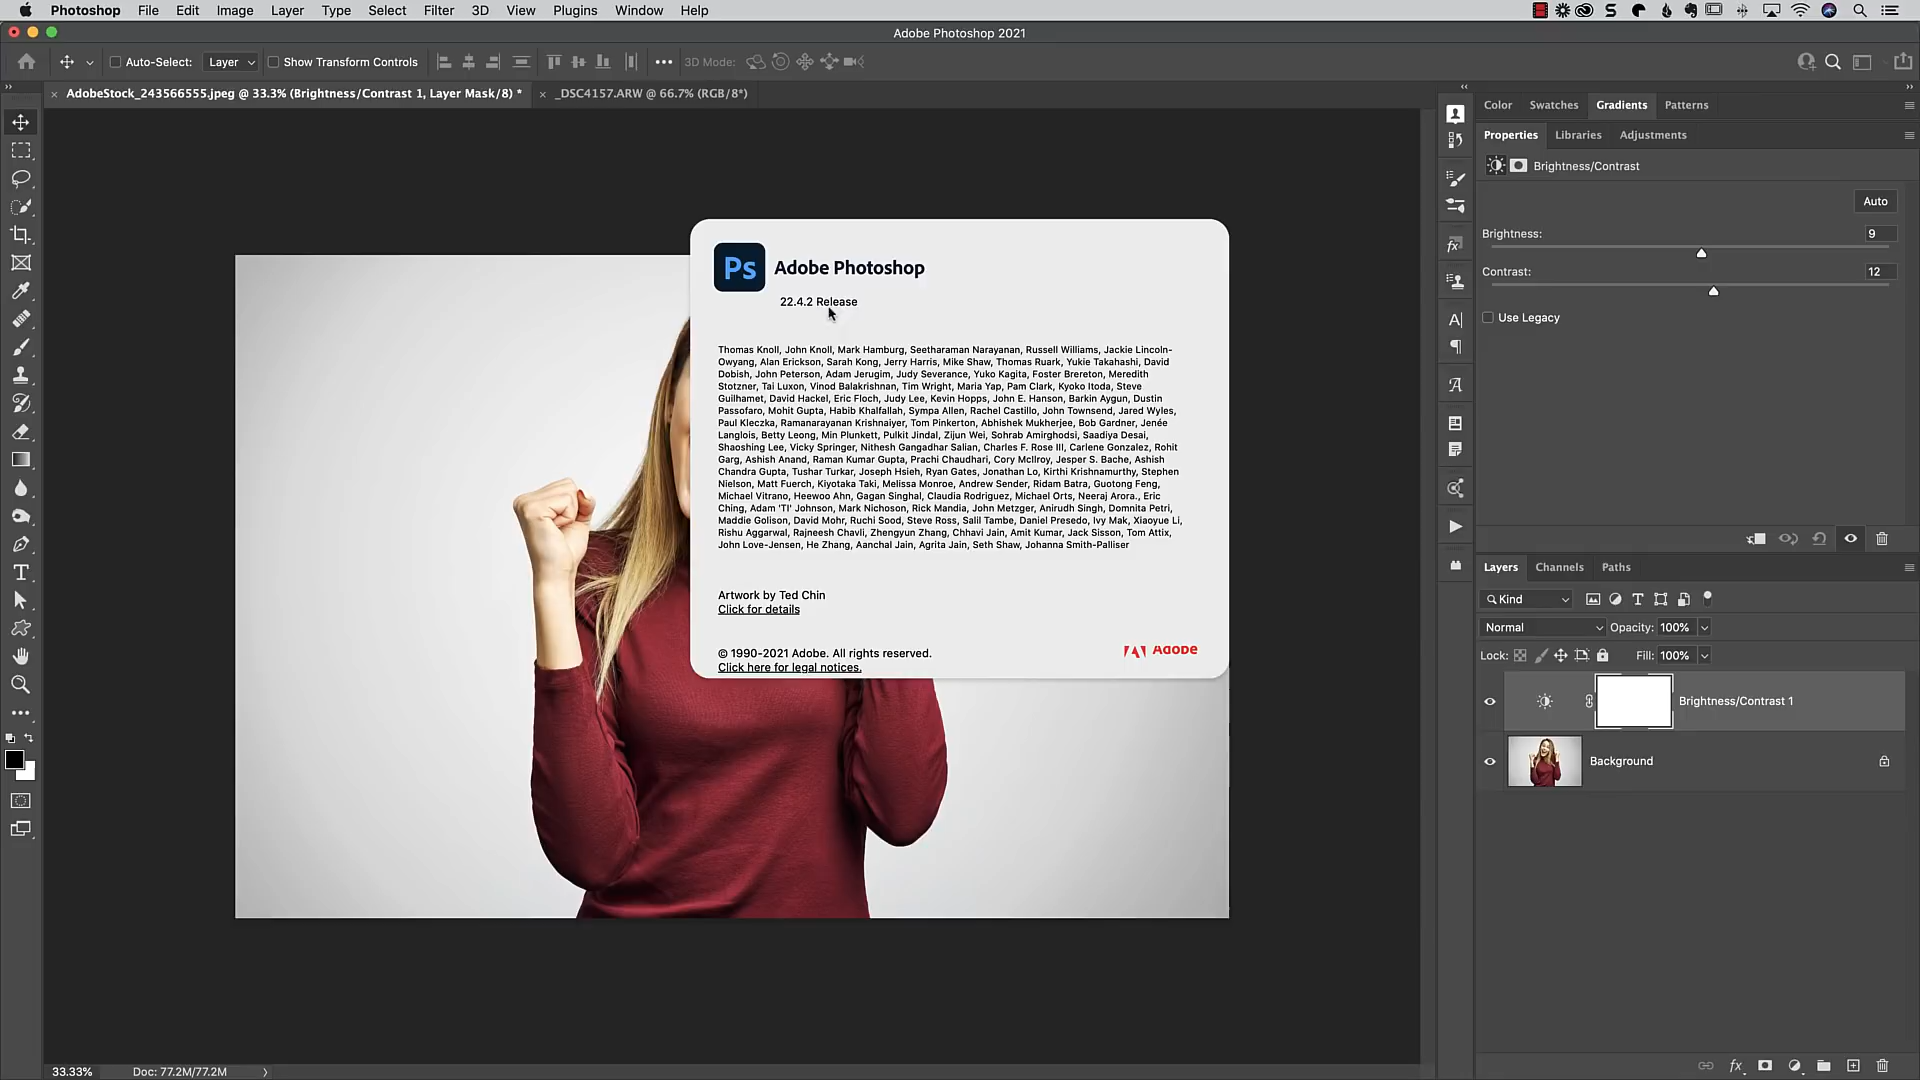 Photoshop File Edit Image Layer Type Select Filter 3D View Plugins Window Help
Adobe Photoshop 2021
Auto-Select: Layer Show Transform Controls 3D Mode:
AdobeStock_243566555.jpeg @ 33.3% (Brightness/Contrast 1, Layer Mask/8) * _DSC4157.ARW @ 66.7% (RGB/8*)
Color Swatches Gradients Patterns
Properties Libraries Adjustments
Brightness/Contrast
Auto
Brightness: 9
Contrast: 12
Use Legacy
Ps Adobe Photoshop
22.4.2 Release
Thomas Knoll, John Knoll, Mark Hamburg, Seetharaman Narayanan, Russell Williams, Jackie Lincoln-
Owyang, Alan Erickson, Sarah Kong, Jerry Harris, Mike Shaw, Thomas Ruark, Yukie Takahashi, David
Dobish, John Peterson, Adam Jerugim, Judy Severance, Yuko Kagita, Foster Brereton, Meredith
Stotzner, Tai Luxon, Vinod Balakrishnan, Tim Wright, Maria Yap, Pam Clark, Kyoko Itoda, Steve
Guilhamet, David Hackel, Eric Floch, Judy Lee, Kevin Hopps, John E. Hanson, Barkin Aygun, Dustin
Passofaro, Mohit Gupta, Habib Khalfallah, Sympa Allen, Rachel Castillo, John Townsend, Jared Wyles,
Paul Kleczka, Ramanarayanan Krishnaiyer, Tom Pinkerton, Abhishek Mukherjee, Bob Gardner, Jenée
Langlois, Betty Leong, Min Plunkett, Pulkit Jindal, Zijun Wei, Sohrab Amirghodsi, Saadiya Desai,
Shaoshing Lee, Vicky Springer, Nithesh Gangadhar Salian, Charles F. Rose III, Carlene Gonzalez, Rohit
Garg, Ashish Anand, Raman Kumar Gupta, Prachi Chaudhari, Cory McIlroy, Jesper S. Bache, Ashish
Chandra Gupta, Tushar Turkar, Joseph Hsieh, Ryan Gates, Jonathan Lo, Kirthi Krishnamurthy, Stephen
Nielson, Matt Fuerch, Kiyotaka Taki, Melissa Monroe, Andrew Sender, Ridam Batra, Guotong Feng,
Michael Vitrano, Heewoo Ahn, Gagan Singhal, Claudia Rodriguez, Michael Orts, Neeraj Arora., Eric
Ching, Adam 'TI' Johnson, Mark Nichoson, Rick Mandia, John Metzger, Anirudh Singh, Domnita Petri,
Maddie Golison, David Mohr, Ruchi Sood, Steve Ross, Salil Tambe, Daniel Presedo, Ivy Mak, Xiaoyue Li,
Rishu Aggarwal, Rajneesh Chavli, Zhengyun Zhang, Chhavi Jain, Amit Kumar, Jack Sisson, Tom Attix,
John Love-Jensen, He Zhang, Aanchal Jain, Agrita Jain, Seth Shaw, Johanna Smith-Palliser
Artwork by Ted Chin
Click for details
© 1990-2021 Adobe. All rights reserved.
Click here for legal notices.
Adobe
Layers Channels Paths
Kind
Normal Opacity: 100%
Lock: Fill: 100%
Brightness/Contrast 1
Background
33.33% Doc: 77.2M/77.2M